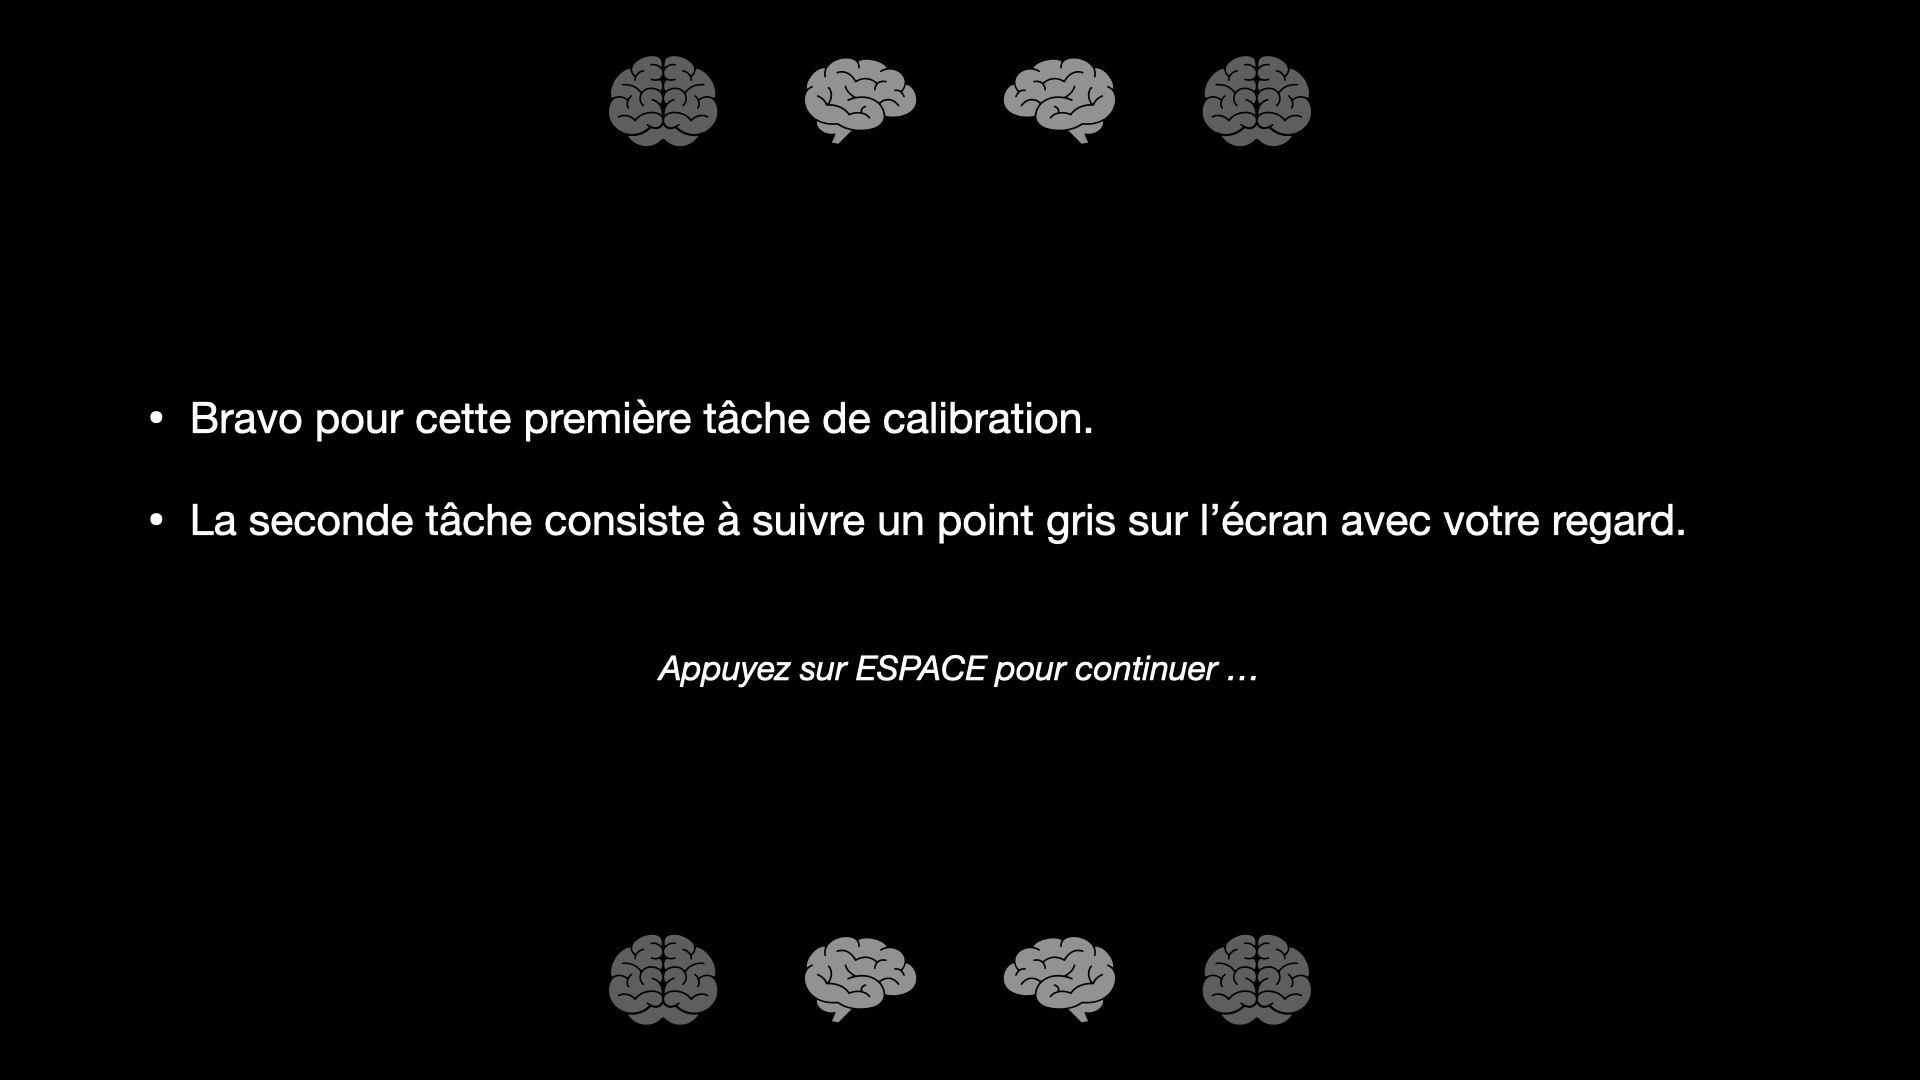 • Bravo pour cette première tâche de calibration.
• La seconde tâche consiste à suivre un point gris sur l’écran avec votre regard.
Appuyez sur ESPACE pour continuer …